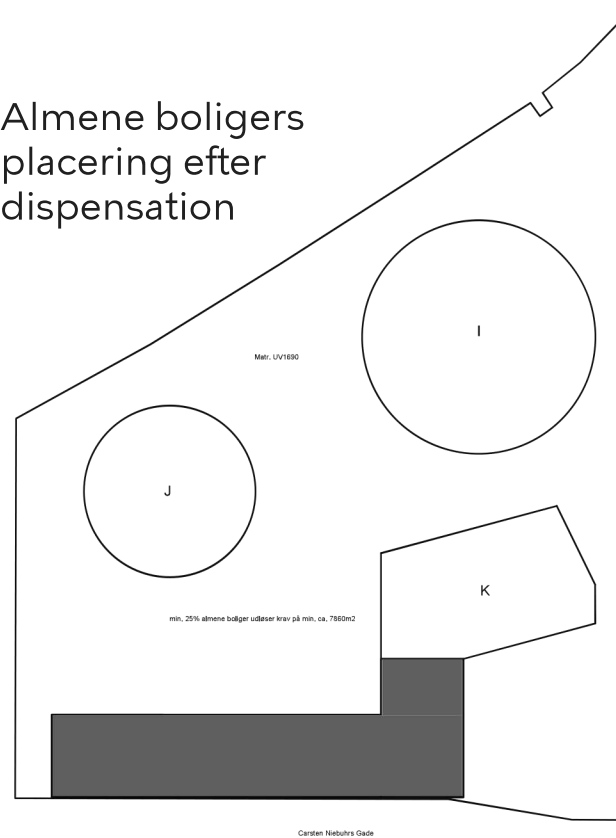 Almene boligers
placering efter
dispensation
I
Matr. UV1690
J
K
min, 25% almene boliger udløser krav på min, ca, 7860m2
Carsten Niebuhrs Gade